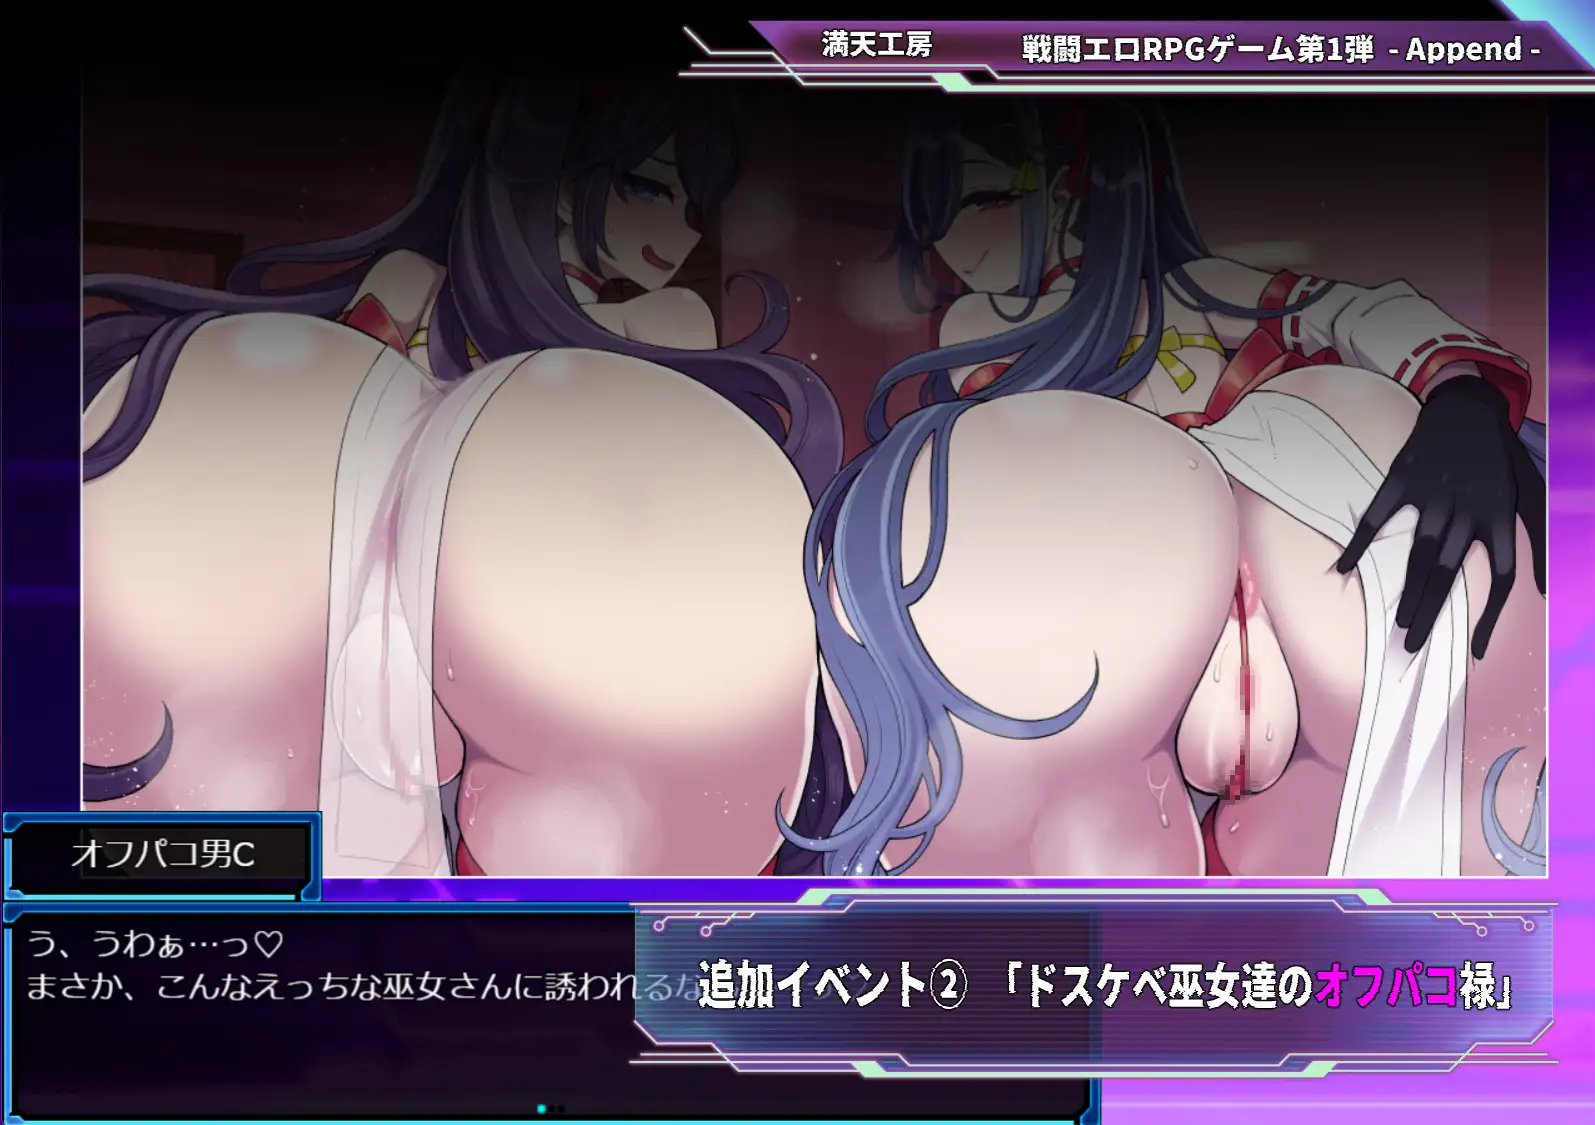 満天工房
戦闘エロRPGゲーム第1弾 - Append -
オフパコ男C
う、うわぁ…っ♡
まさか、こんなえっちな巫女さんに誘われるな
追加イベント② 「ドスケベ巫女達のオフパコ禄」